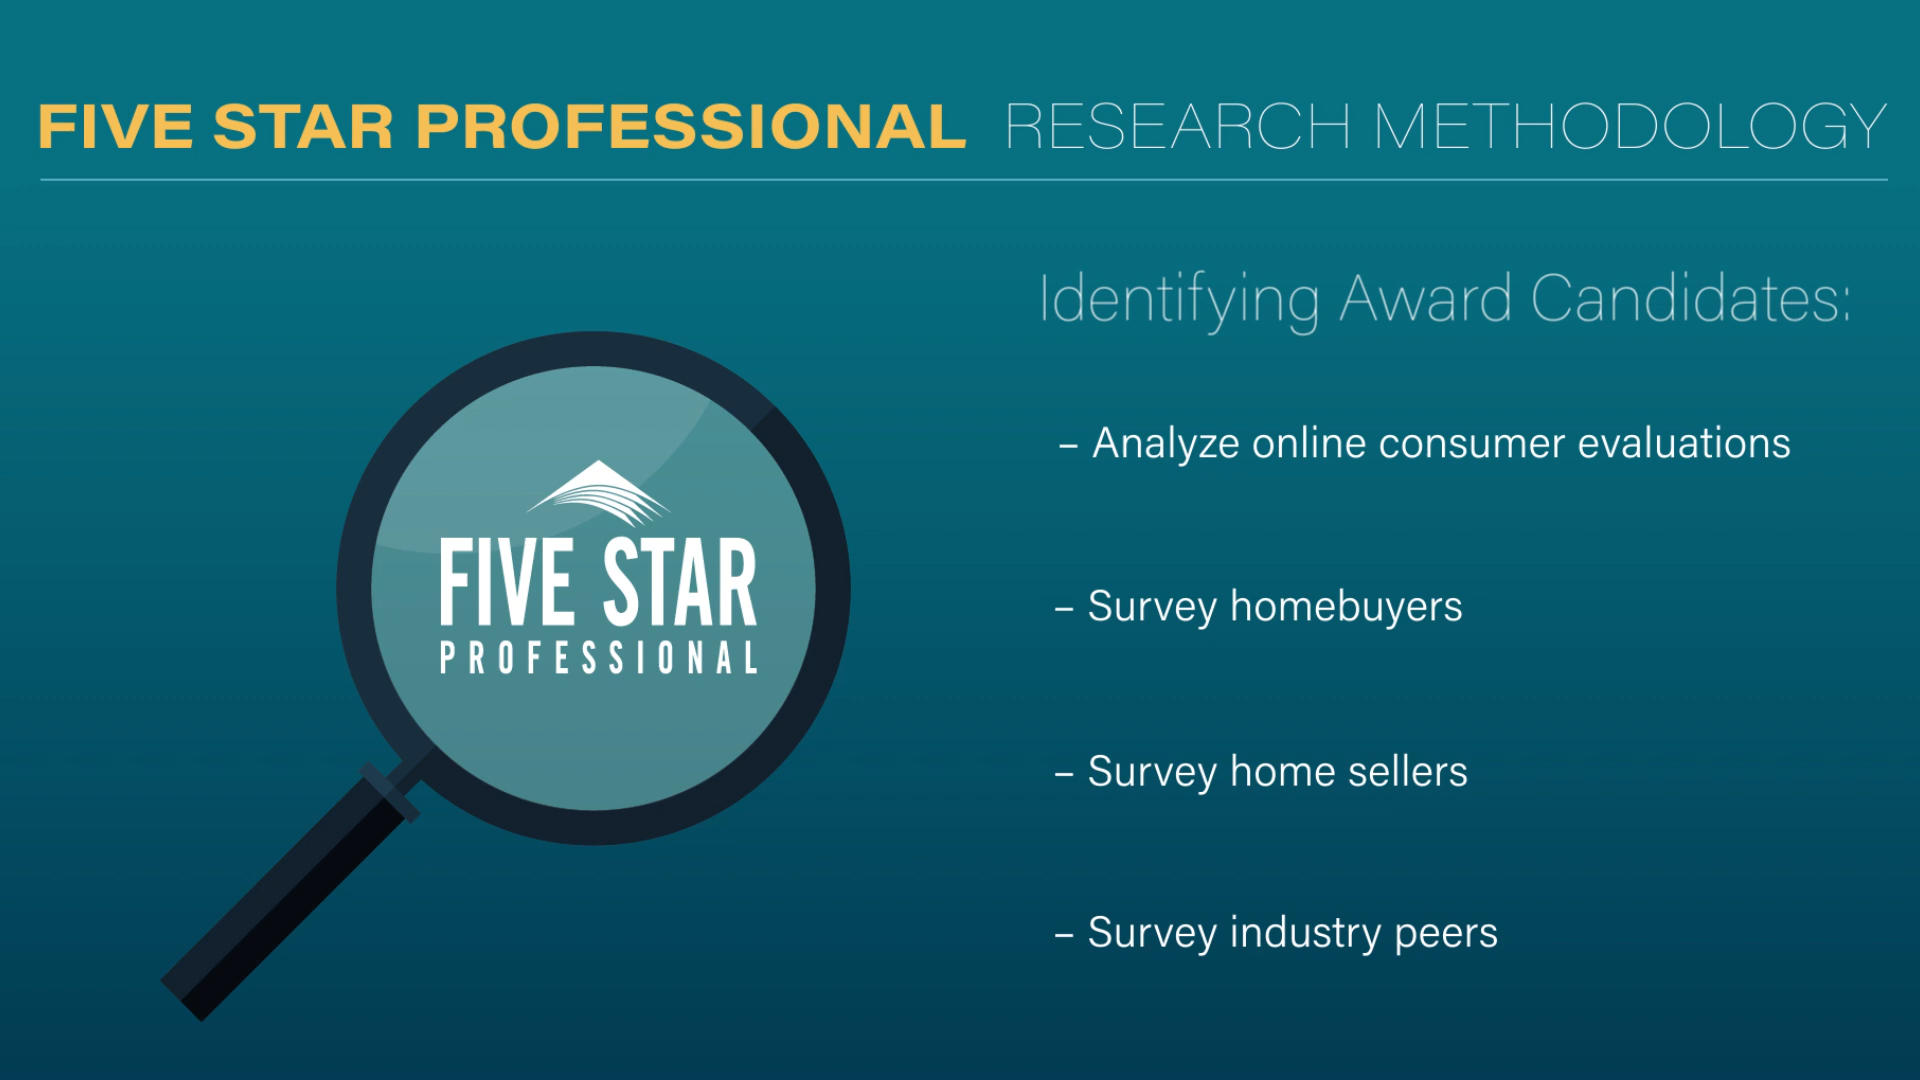 FIVE STAR PROFESSIONAL RESEARCH METHODOLOGY
Identifying Award Candidates:
– Analyze online consumer evaluations
– Survey homebuyers
– Survey home sellers
– Survey industry peers
FIVE STAR
PROFESSIONAL